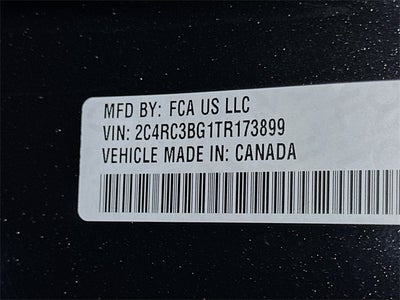 MFD BY: FCA US LLC
VIN: 2C4RC3BG1TR173899
VEHICLE MADE IN: CANADA